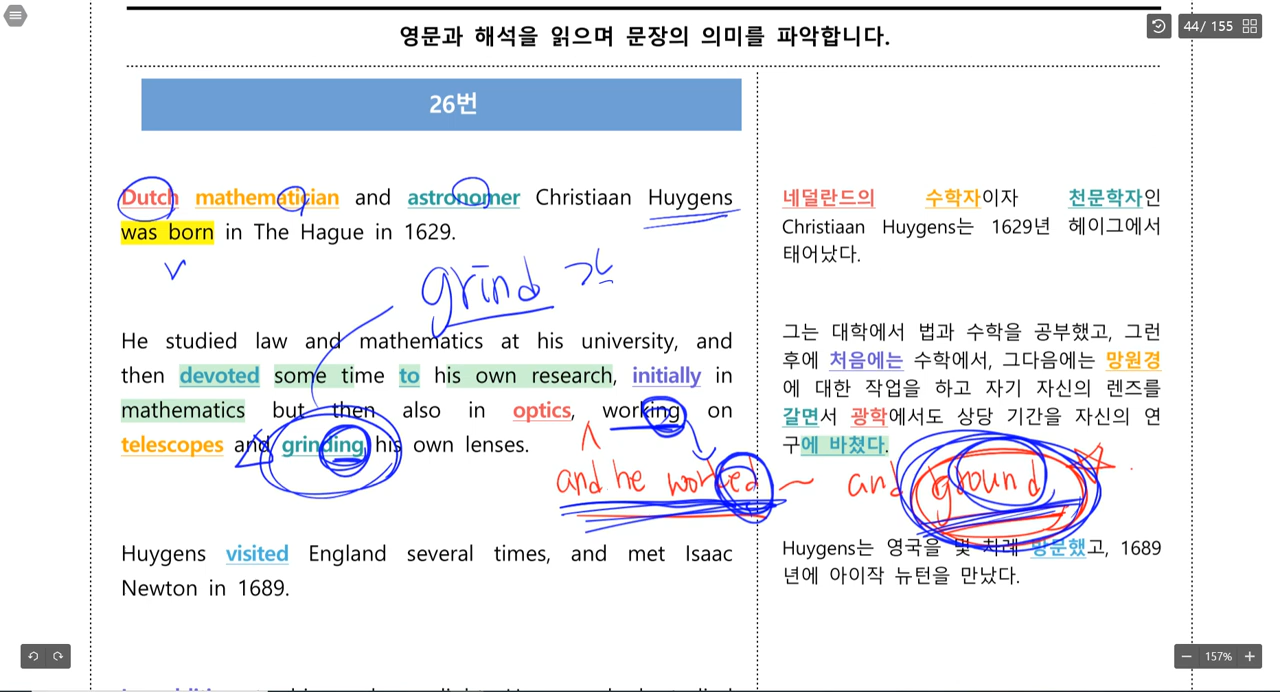 44/ 155
영문과 해석을 읽으며 문장의 의미를 파악합니다.
26번
Dutch mathematician and astronomer Christiaan Huygens
was born in The Hague in 1629.
grind
He studied law and mathematics at his university, and
then devoted some time to his own research, initially in
mathematics but then also in optics, working on
telescopes and grinding his own lenses.
and he worked ~ and ground
Huygens visited England several times, and met Isaac
Newton in 1689.
네덜란드의 수학자이자 천문학자인
Christiaan Huygens는 1629년 헤이그에서
태어났다.
그는 대학에서 법과 수학을 공부했고, 그런
후에 처음에는 수학에서, 그다음에는 망원경
에 대한 작업을 하고 자기 자신의 렌즈를
갈면서 광학에서도 상당 기간을 자신의 연
구에 바쳤다.
Huygens는 영국을 몇 차례 방문했고, 1689
년에 아이작 뉴턴을 만났다.
157%